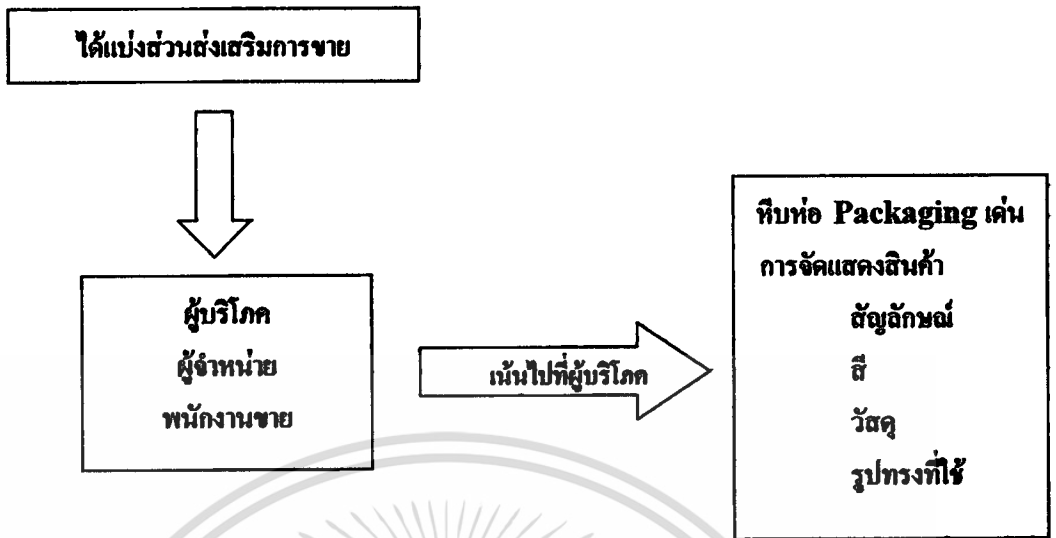 ได้แบ่งส่วนส่งเสริมการขาย
ผู้บริโภค
ผู้จำหน่าย
พนักงานขาย
เน้นไปที่ผู้บริโภค
หีบห่อ Packaging เด่น
การจัดแสดงสินค้า
สัญลักษณ์
สี
วัสดุ
รูปทรงที่ใช้